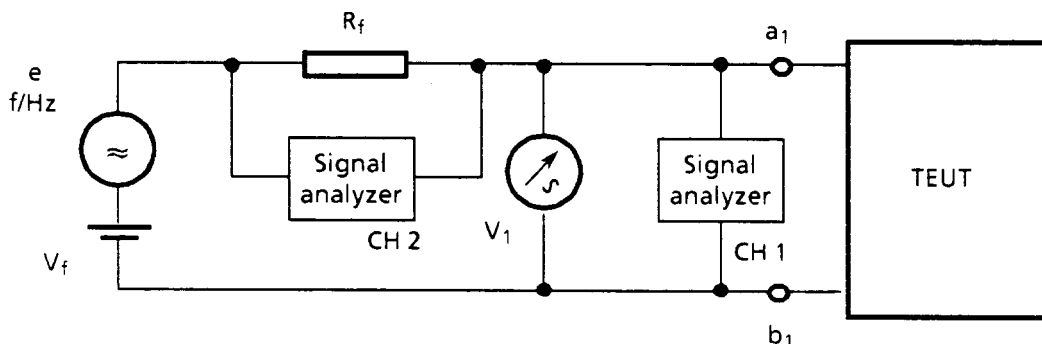 R_f
a₁
e
f/Hz
≈
Signal
analyzer
CH 2
V₁
Signal
analyzer
CH 1
TEUT
V_f
b₁